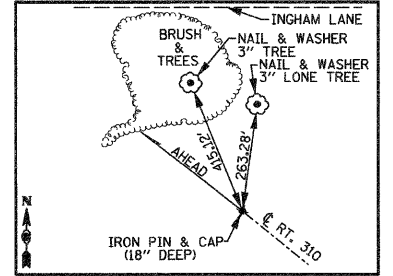 INGHAM LANE
BRUSH
&
TREES
NAIL & WASHER
3" TREE
NAIL & WASHER
3" LONE TREE
415.12'
263.28'
AHEAD
℄ RT. 310
N
IRON PIN & CAP
(18" DEEP)